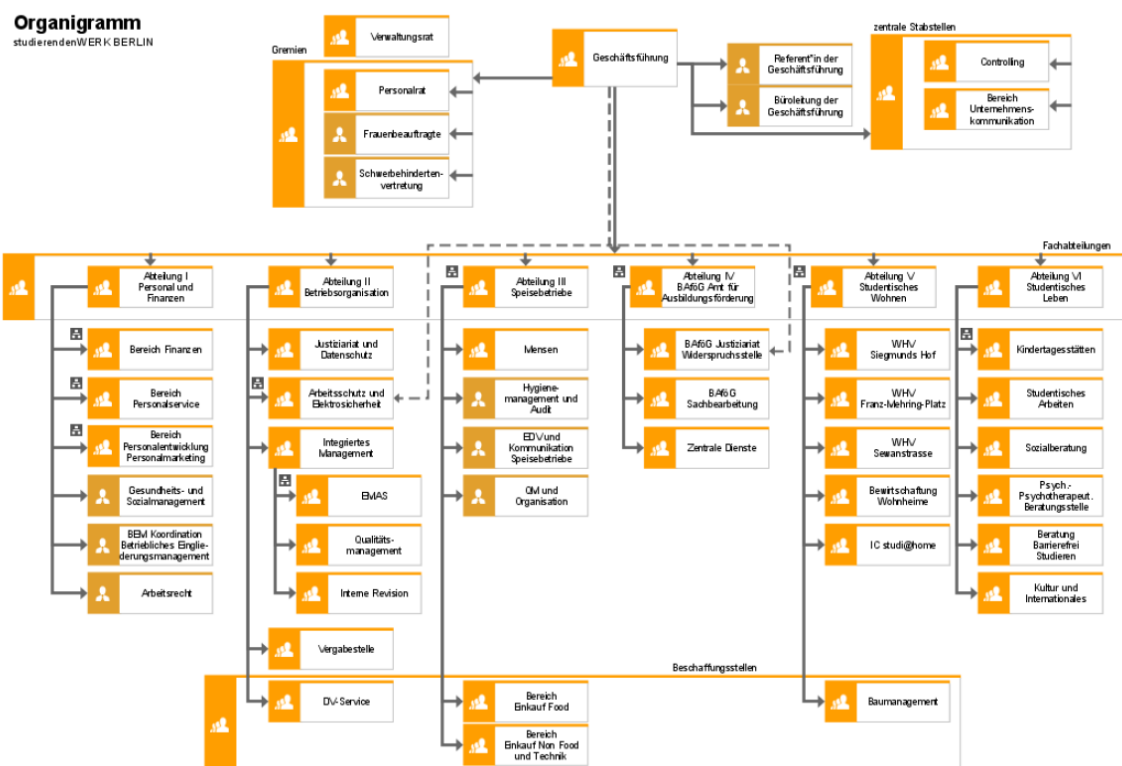 Organigramm
studierendenWERK BERLIN
Gremien
Verwaltungsrat
Personalrat
Frauenbeauftragte
Schwerbehinderten-
vertretung
Geschäftsführung
Referent*in der
Geschäftsführung
Büroleitung der
Geschäftsführung
zentrale Stabstellen
Controlling
Bereich
Unternehmens-
kommunikation
Fachabteilungen
Abteilung I
Personal und
Finanzen
Abteilung II
Betriebsorganisation
Abteilung III
Speisebetriebe
Abteilung IV
BAföG Amt für
Ausbildungsförderung
Abteilung V
Studentisches
Wohnen
Abteilung VI
Studentisches
Leben
Bereich Finanzen
Bereich
Personalservice
Bereich
Personalentwicklung
Personalmarketing
Gesundheits- und
Sozialmanagement
BEM Koordination
Betriebliches Einglie-
derungsmanagement
Arbeitsrecht
Justiziariat und
Datenschutz
Arbeitsschutz und
Elektrosicherheit
Integriertes
Management
EMAS
Qualitäts-
management
Interne Revision
Vergabestelle
DV-Service
Mensen
Hygiene-
management und
Audit
EDV und
Kommunikation
Speisebetriebe
QM und
Organisation
Bereich
Einkauf Food
Bereich
Einkauf Non Food
und Technik
BAföG Justiziariat
Widerspruchsstelle
BAföG
Sachbearbeitung
Zentrale Dienste
WHV
Siegmunds Hof
WHV
Franz-Mehring-Platz
WHV
Sewanstrasse
Bewirtschaftung
Wohnheime
IC studi@home
Baumanagement
Kindertagesstätten
Studentisches
Arbeiten
Sozialberatung
Psych.-
Psychotherapeut.
Beratungsstelle
Beratung
Barrierefrei
Studieren
Kultur und
Internationales
Beschaffungsstellen